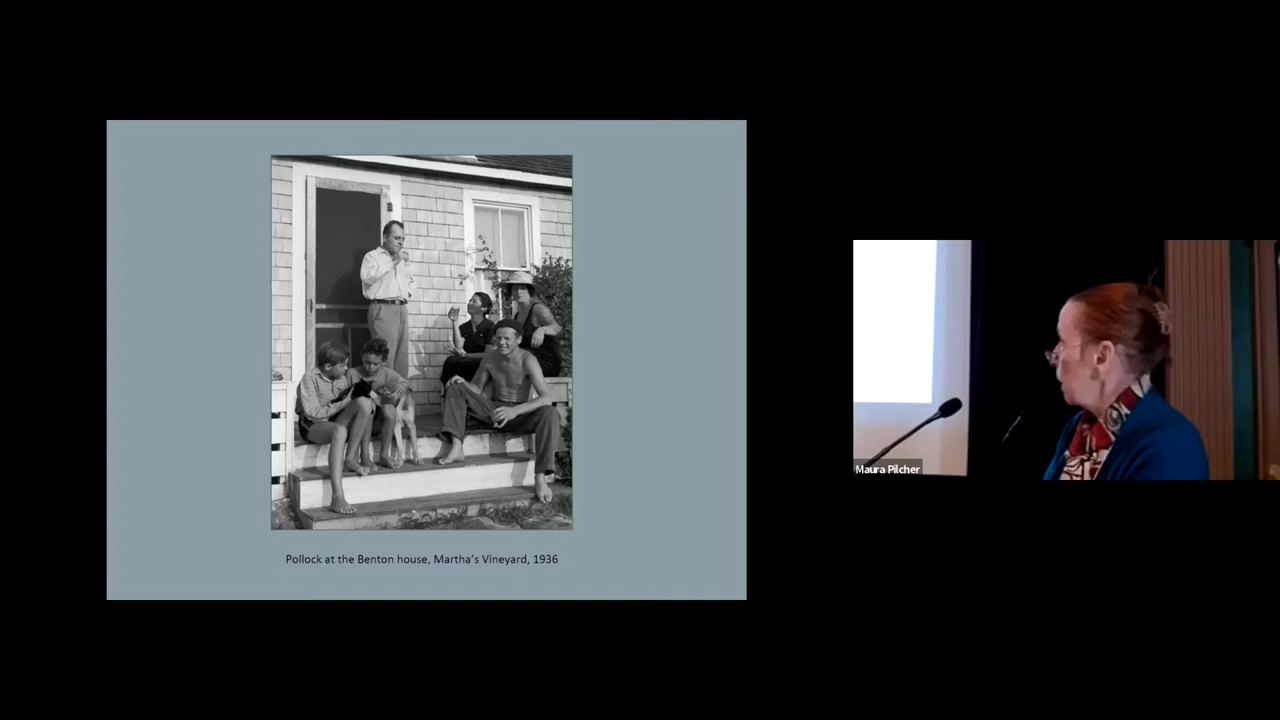 Pollock at the Benton house, Martha's Vineyard, 1936
Maura Pilcher